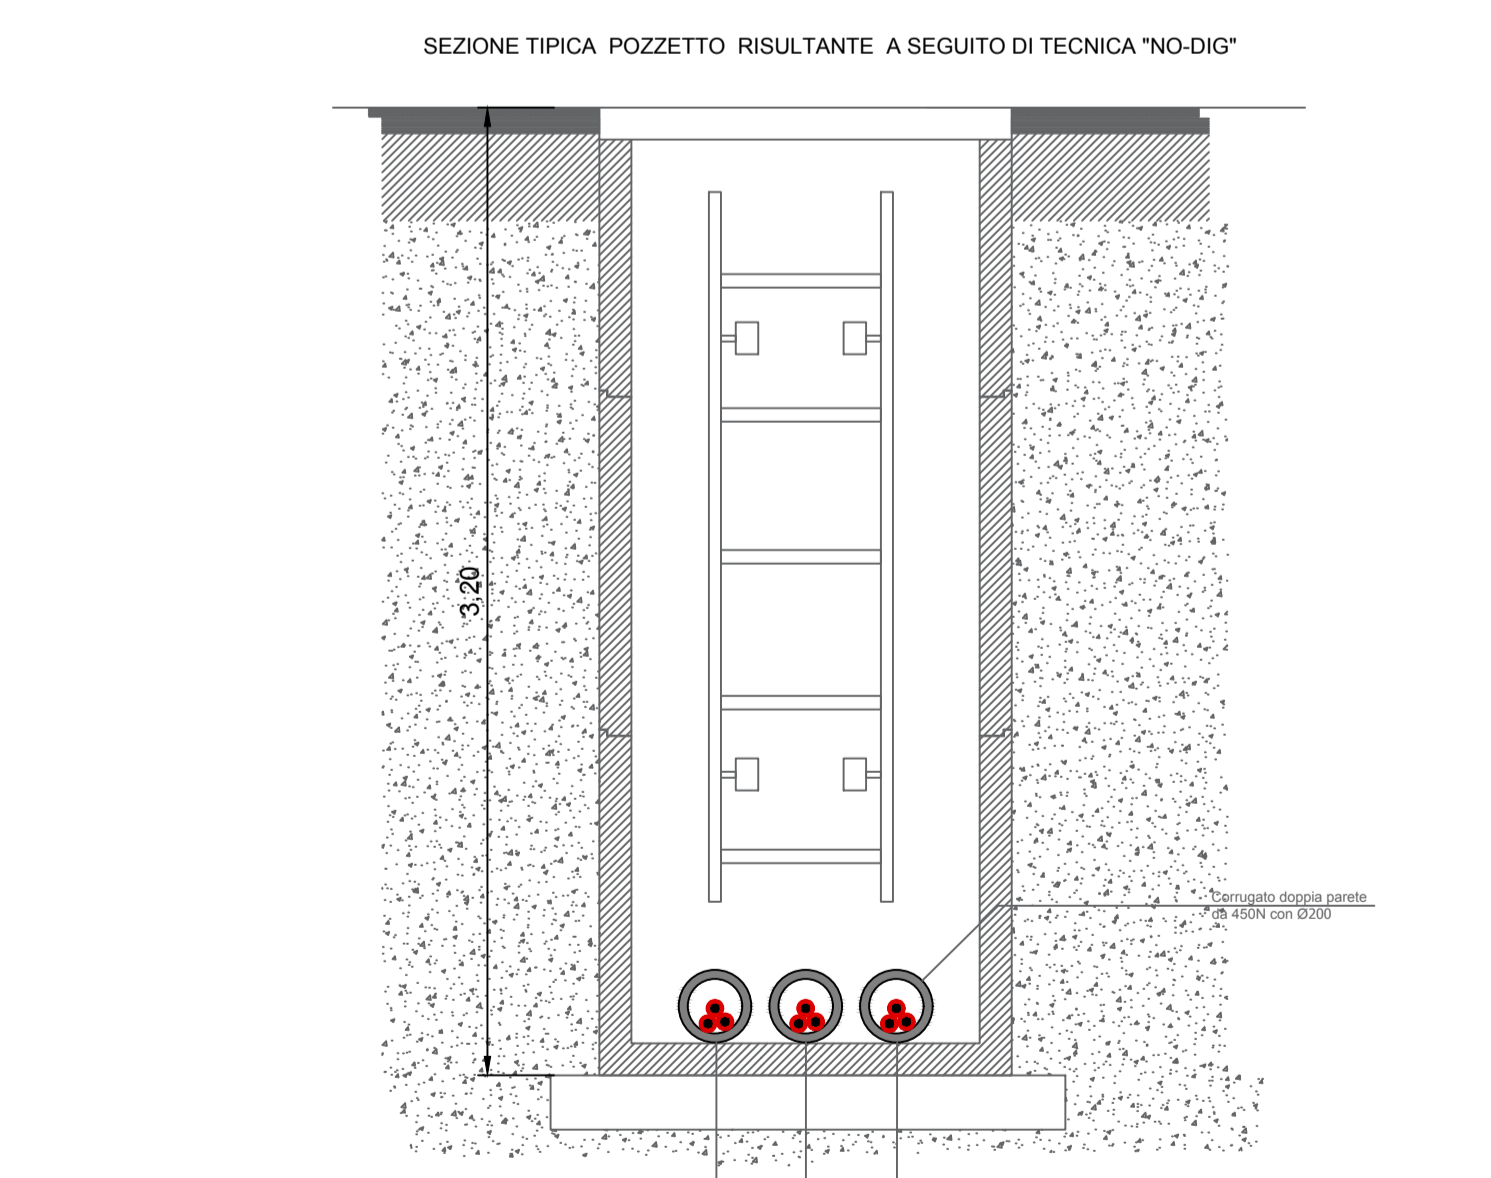 SEZIONE TIPICA POZZETTO RISULTANTE A SEGUITO DI TECNICA "NO-DIG"
3,20
Corrugato doppia parete
da 450N con Ø200